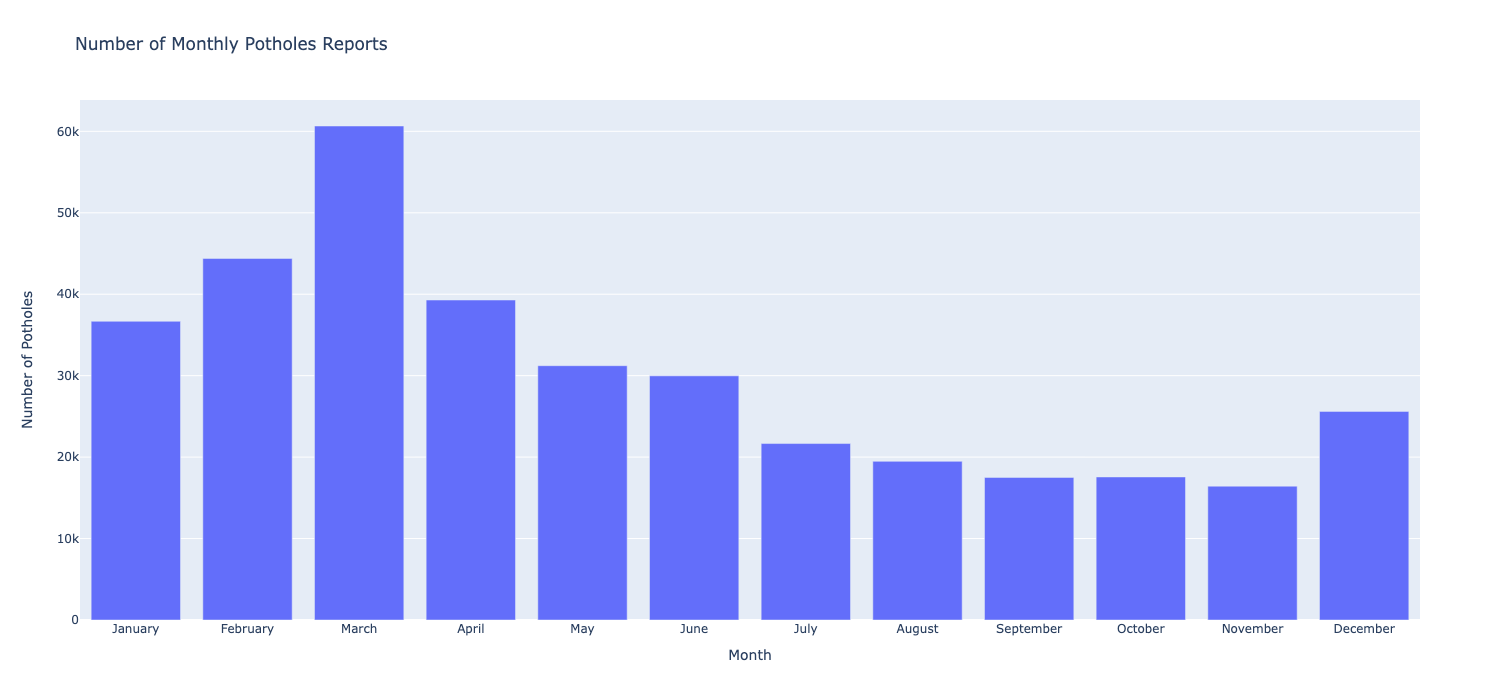 Number of Monthly Potholes Reports
Number of Potholes
60k
50k
40k
30k
20k
10k
0
January February March April May June July August September October November December
Month